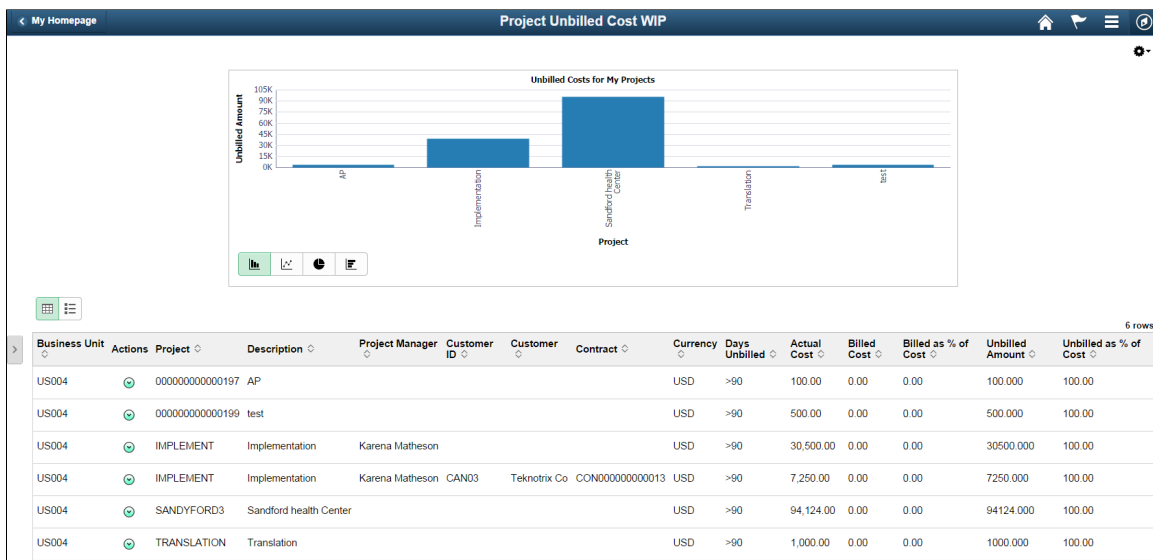 My Homepage
Project Unbilled Cost WIP
Unbilled Costs for My Projects
Unbilled Amount
105K
90K
75K
60K
45K
30K
15K
0K
AP
Implementation
Sandford health
Center
Translation
test
Project
6 rows
Business Unit Actions Project Description Project Manager Customer ID Customer Contract Currency Days Unbilled Actual Cost Billed Cost Billed as % of Cost Unbilled Amount Unbilled as % of Cost
US004 000000000000197 AP USD >90 100.00 0.00 0.00 100.000 100.00
US004 000000000000199 test USD >90 500.00 0.00 0.00 500.000 100.00
US004 IMPLEMENT Implementation Karena Matheson USD >90 30,500.00 0.00 0.00 30500.000 100.00
US004 IMPLEMENT Implementation Karena Matheson CAN03 Teknotrix Co CON000000000013 USD >90 7,250.00 0.00 0.00 7250.000 100.00
US004 SANDYFORD3 Sandford health Center USD >90 94,124.00 0.00 0.00 94124.000 100.00
US004 TRANSLATION Translation USD >90 1,000.00 0.00 0.00 1000.000 100.00